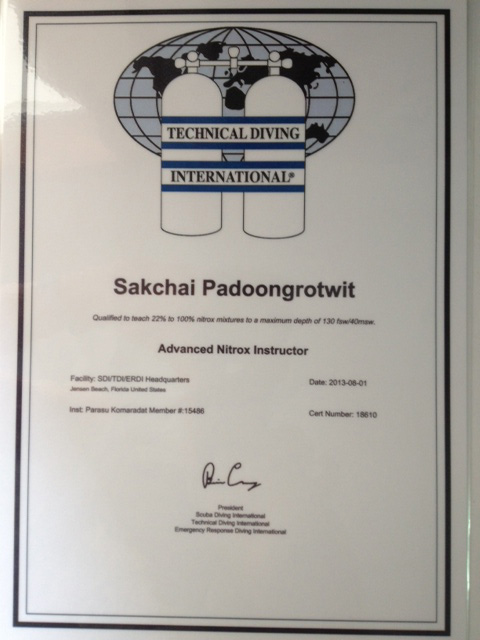 TECHNICAL DIVING
INTERNATIONAL®
Sakchai Padoongrotwit
Qualified to teach 22% to 100% nitrox mixtures to a maximum depth of 130 fsw/40msw.
Advanced Nitrox Instructor
Facility: SDI/TDI/ERDI Headquarters
Jensen Beach, Florida United States
Date: 2013-08-01
Inst: Parasu Komaradat Member #:15486
Cert Number: 18610
President
Scuba Diving International
Technical Diving International
Emergency Response Diving International